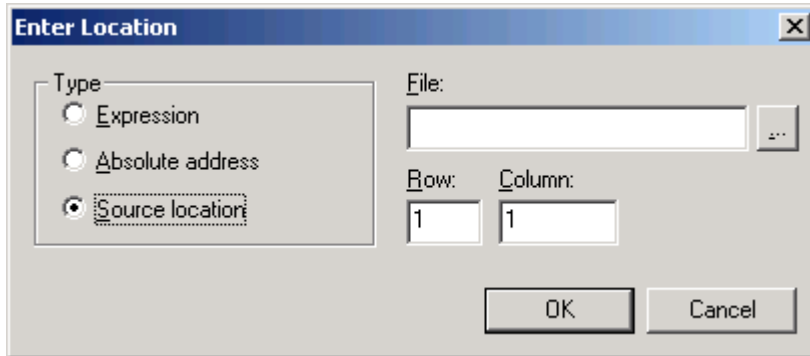 Enter Location
Type
Expression
Absolute address
Source location
File:
...
Row: Column:
1 1
OK Cancel